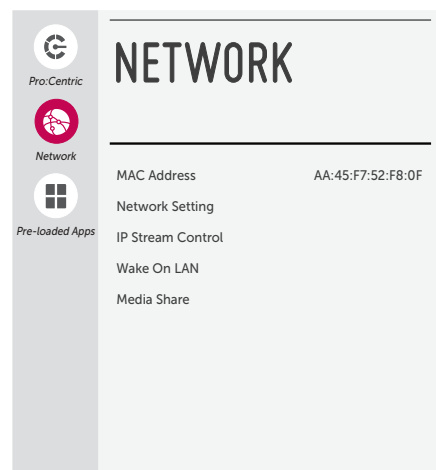 NETWORK
Pro:Centric
Network
Pre-loaded Apps
MAC Address AA:45:F7:52:F8:0F
Network Setting
IP Stream Control
Wake On LAN
Media Share